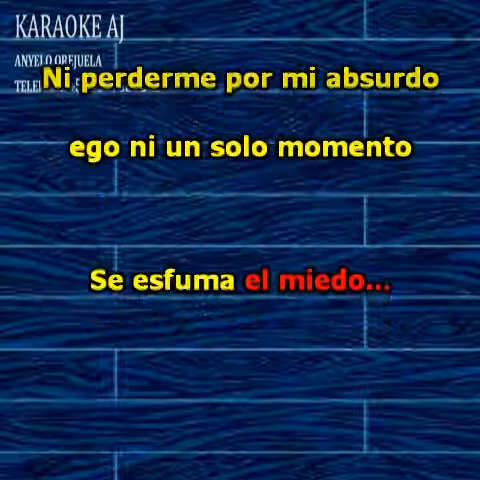 KARAOKE AJ
ANYELO OREJUELA
Ni perderme por mi absurdo
ego ni un solo momento
Se esfuma el miedo...